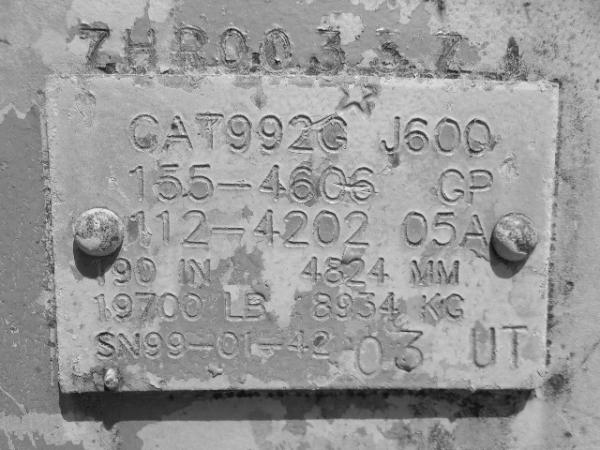 ZHR00332
CAT992G J600
155-4606 GP
112-4202 05A
190 IN 4824 MM
19700 LB 8934 KG
SN99-01-42 03 UT